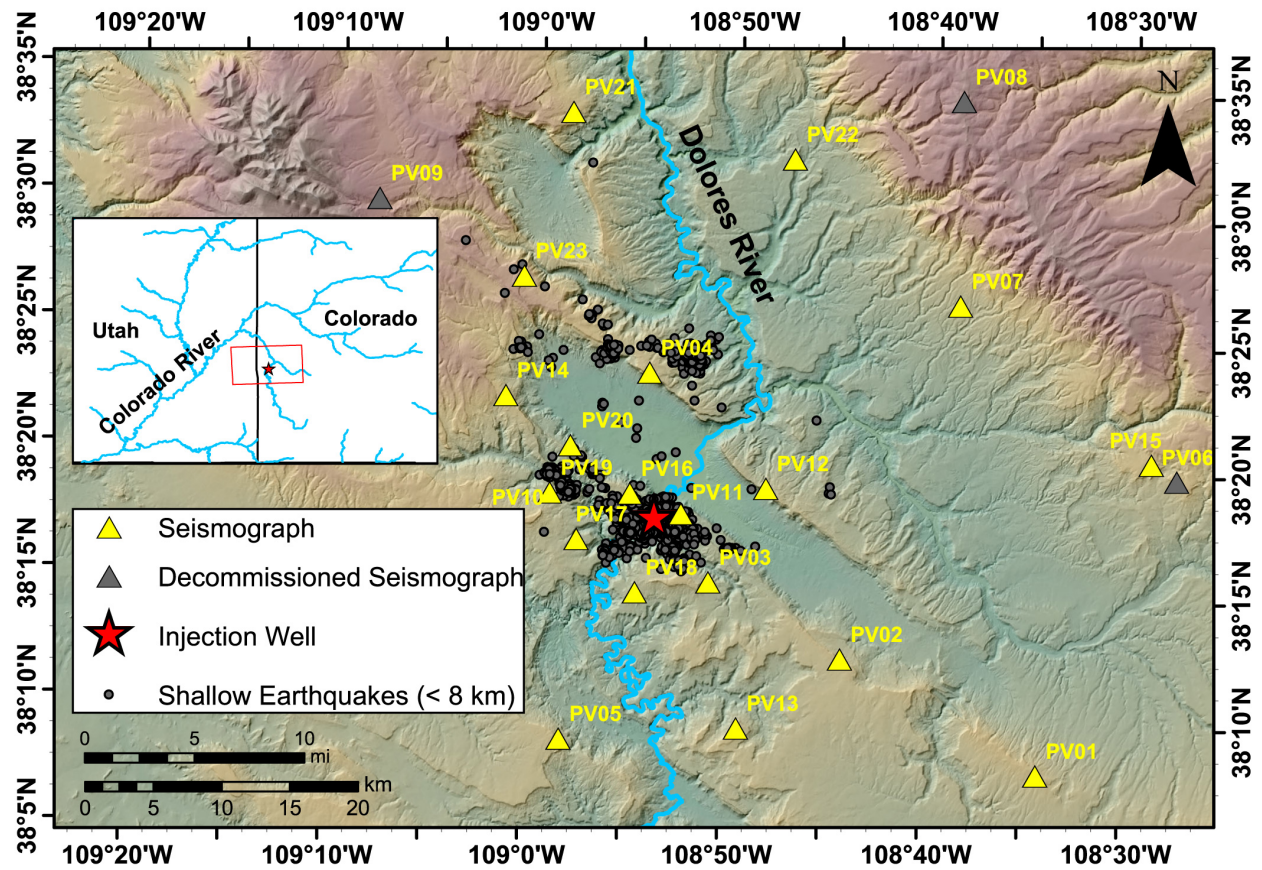 109°20'W 109°10'W 109°0'W 108°50'W 108°40'W 108°30'W
38°35'N
38°30'N
38°25'N
38°20'N
38°15'N
38°10'N
38°5'N
38°35'N
38°30'N
38°25'N
38°20'N
38°15'N
38°10'N
PV21
PV08
N
PV22
Dolores River
PV09
PV23
PV07
PV04
PV14
PV20
PV15
PV06
PV19
PV16
PV12
PV10
PV11
PV17
PV03
PV18
PV02
PV05
PV13
PV01
Utah
Colorado
Colorado River
Seismograph
Decommissioned Seismograph
Injection Well
Shallow Earthquakes (< 8 km)
0 5 10
mi
km
0 5 10 15 20
109°20'W 109°10'W 109°0'W 108°50'W 108°40'W 108°30'W